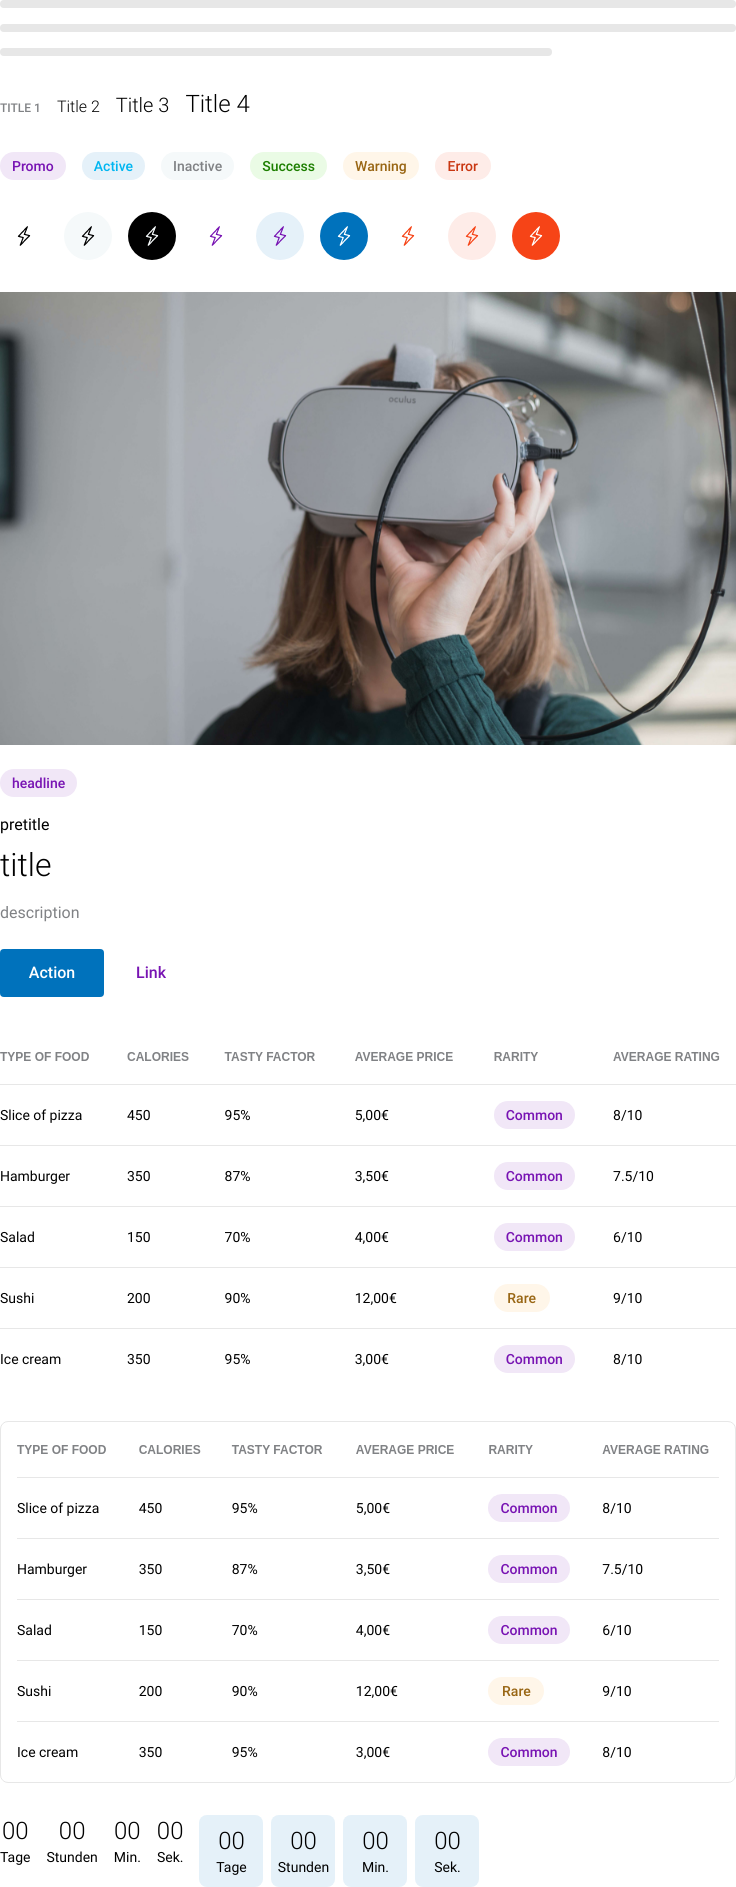 TITLE 1 Title 2 Title 3 Title 4
Promo Active Inactive Success Warning Error
oculus
headline
pretitle
title
description
Action Link
TYPE OF FOOD CALORIES TASTY FACTOR AVERAGE PRICE RARITY AVERAGE RATING
Slice of pizza 450 95% 5,00€ Common 8/10
Hamburger 350 87% 3,50€ Common 7.5/10
Salad 150 70% 4,00€ Common 6/10
Sushi 200 90% 12,00€ Rare 9/10
Ice cream 350 95% 3,00€ Common 8/10
TYPE OF FOOD CALORIES TASTY FACTOR AVERAGE PRICE RARITY AVERAGE RATING
Slice of pizza 450 95% 5,00€ Common 8/10
Hamburger 350 87% 3,50€ Common 7.5/10
Salad 150 70% 4,00€ Common 6/10
Sushi 200 90% 12,00€ Rare 9/10
Ice cream 350 95% 3,00€ Common 8/10
00 00 00 00 00 00 00 00
Tage Stunden Min. Sek. Tage Stunden Min. Sek.